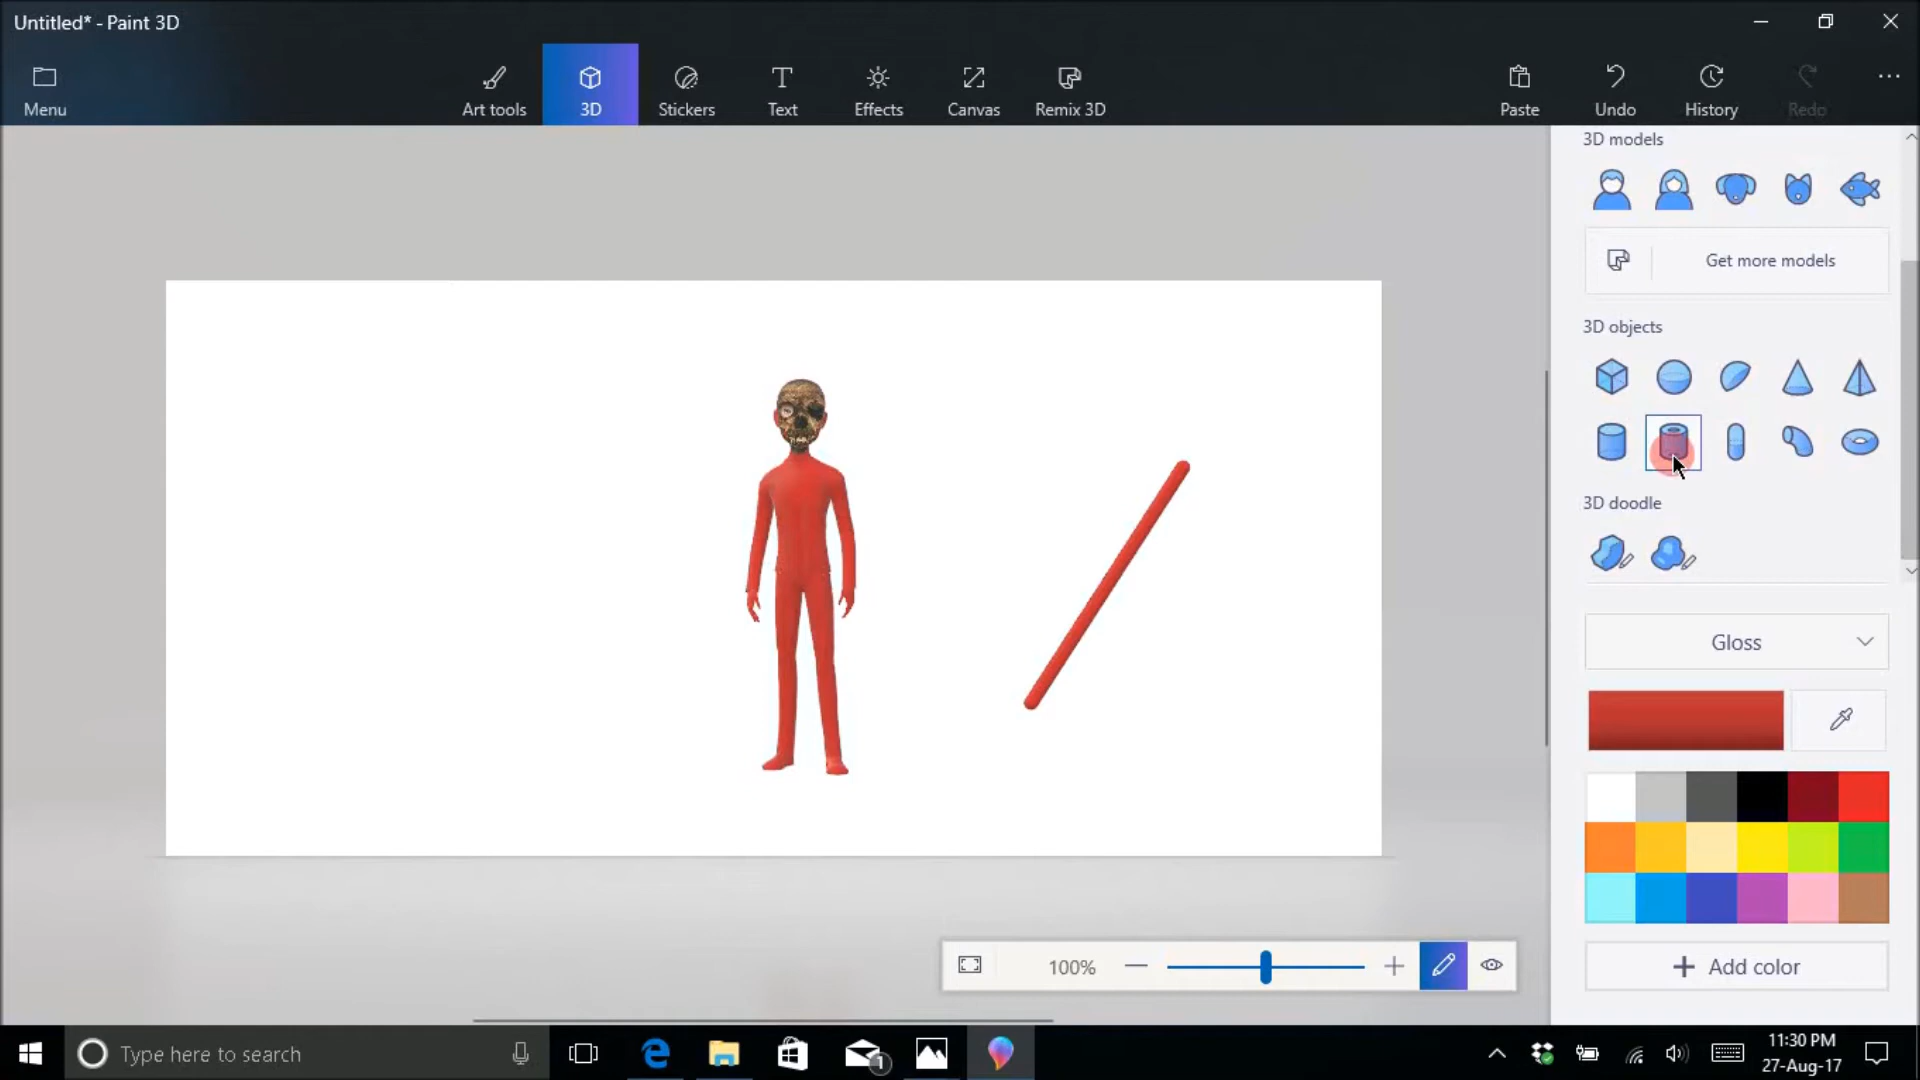 Untitled* - Paint 3D
Menu
Art tools
3D
Stickers
Text
Effects
Canvas
Remix 3D
Paste
Undo
History
Redo
3D models
Get more models
3D objects
3D doodle
Gloss
Add color
100%
Type here to search
1
11:30 PM
27-Aug-17